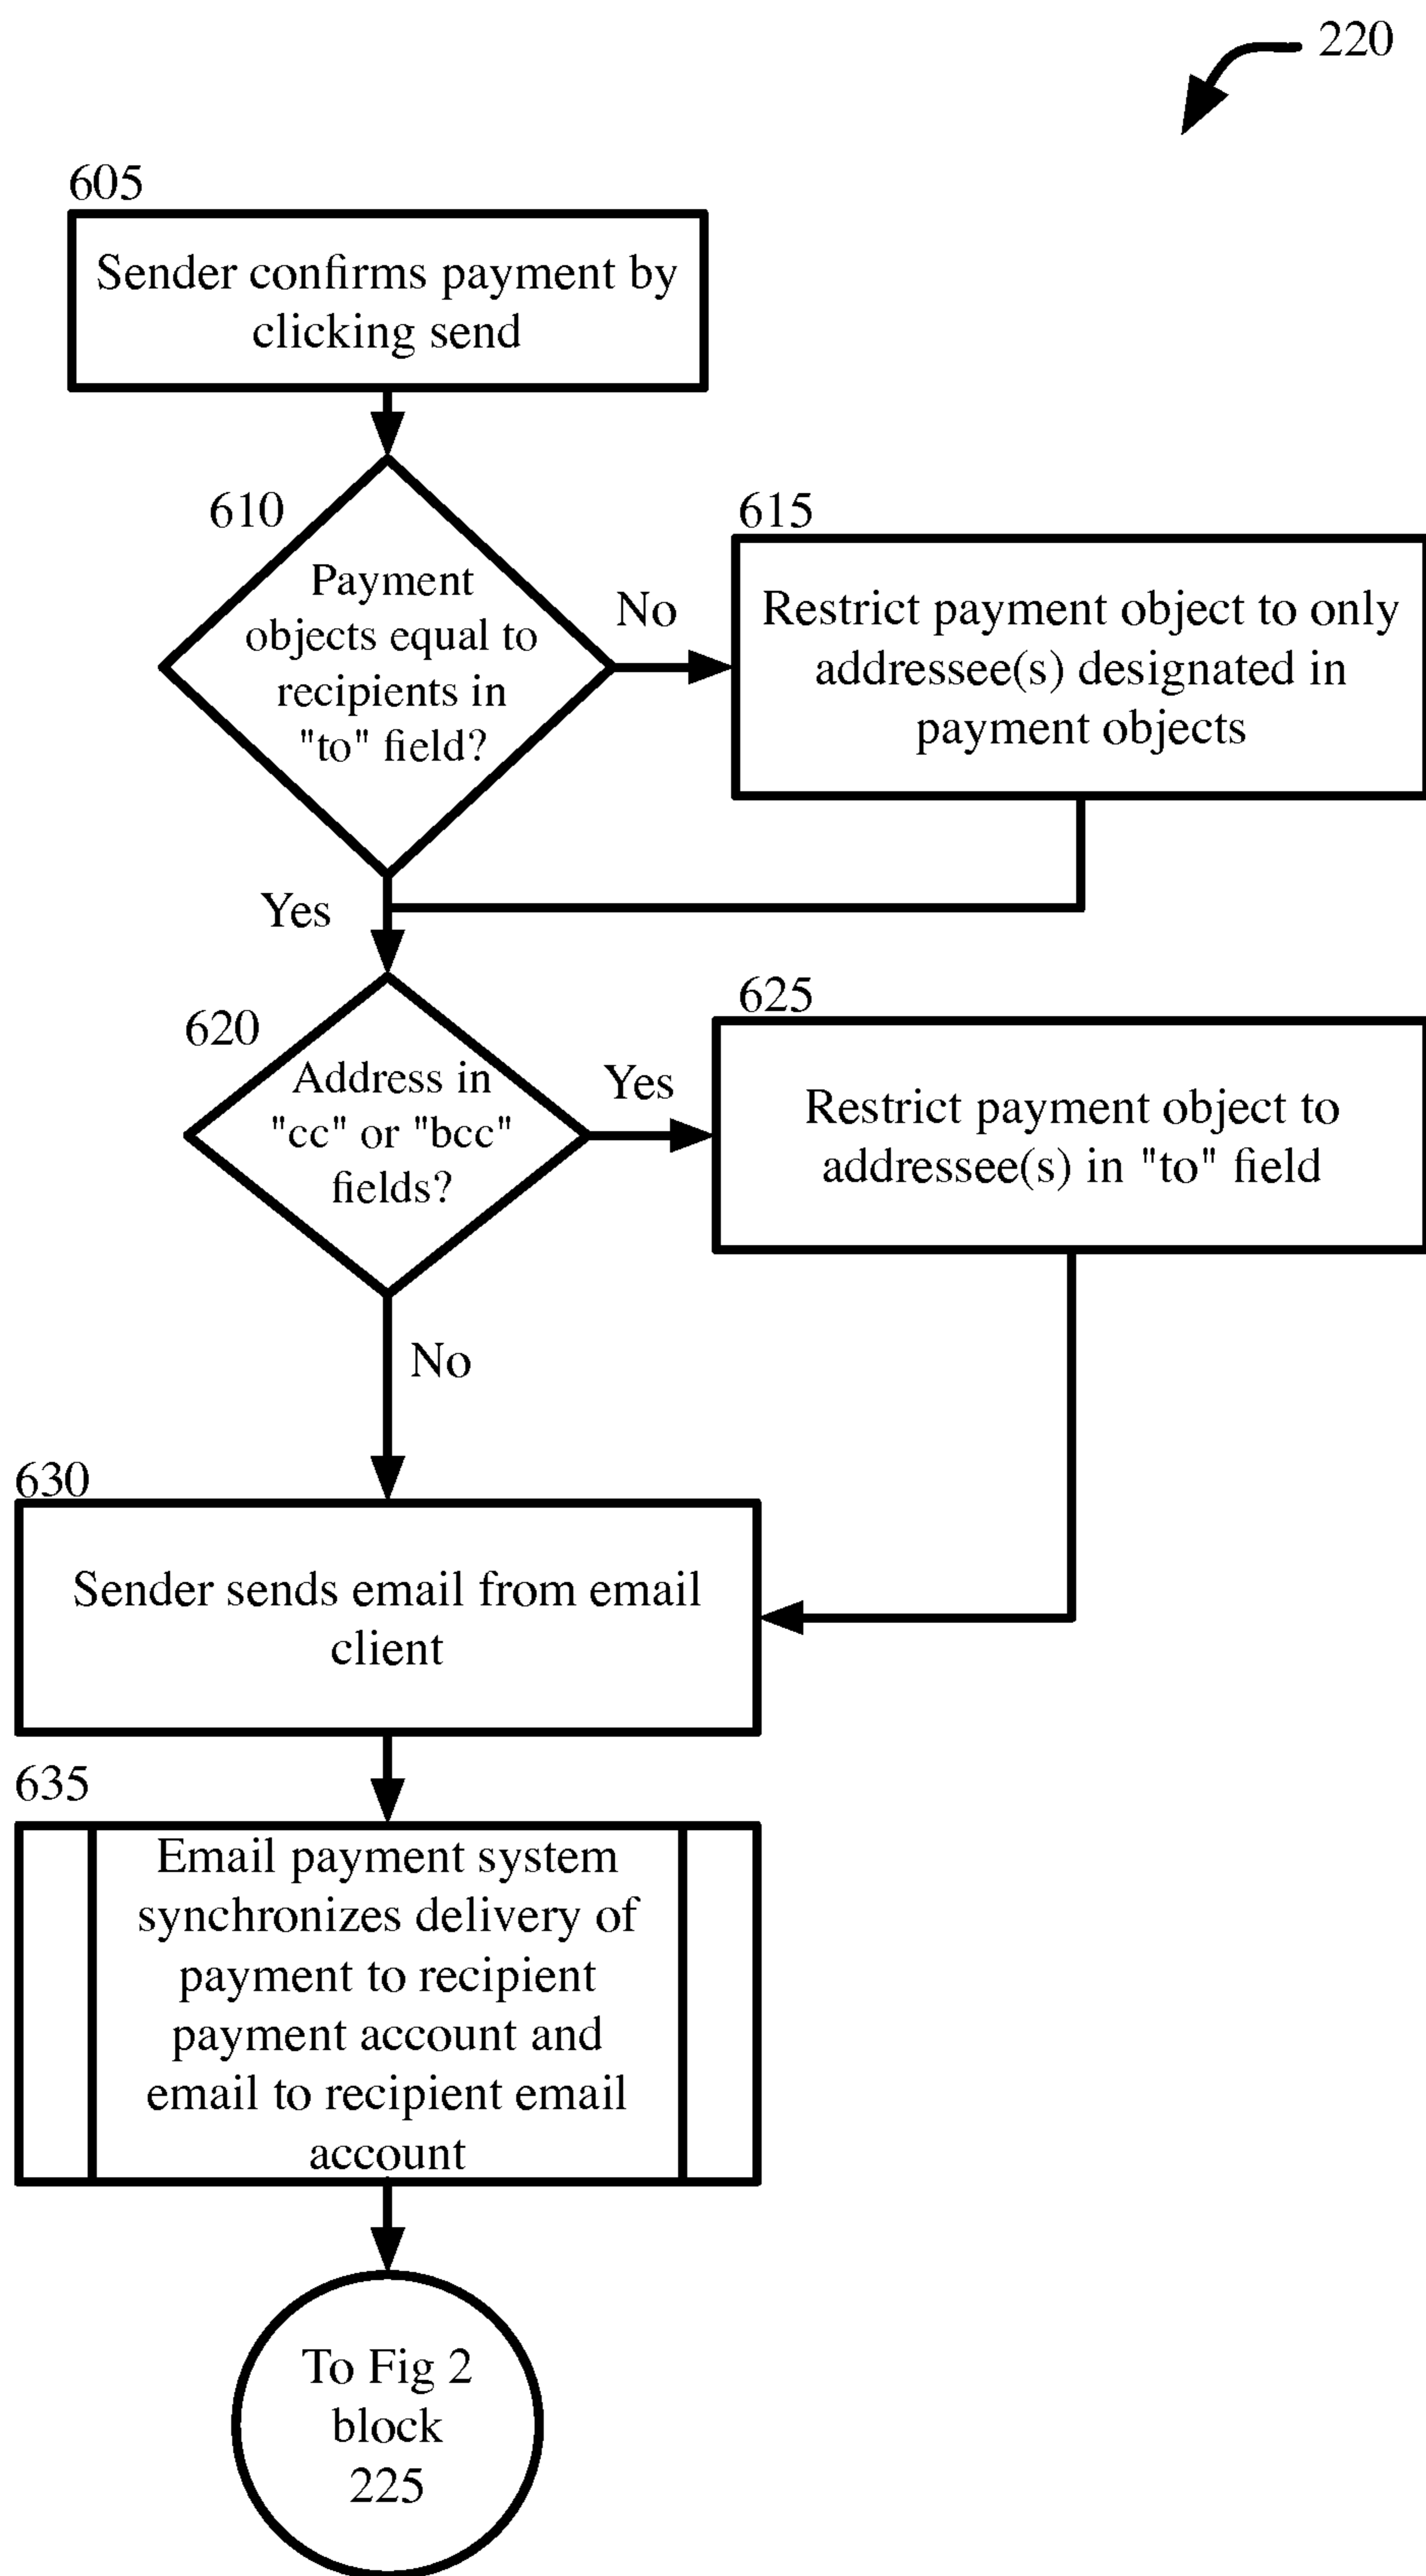 220
605
Sender confirms payment by
clicking send
610
Payment
objects equal to
recipients in
"to" field?
No
615
Restrict payment object to only
addressee(s) designated in
payment objects
Yes
620
Address in
"cc" or "bcc"
fields?
Yes
625
Restrict payment object to
addressee(s) in "to" field
No
630
Sender sends email from email
client
635
Email payment system
synchronizes delivery of
payment to recipient
payment account and
email to recipient email
account
To Fig 2
block
225